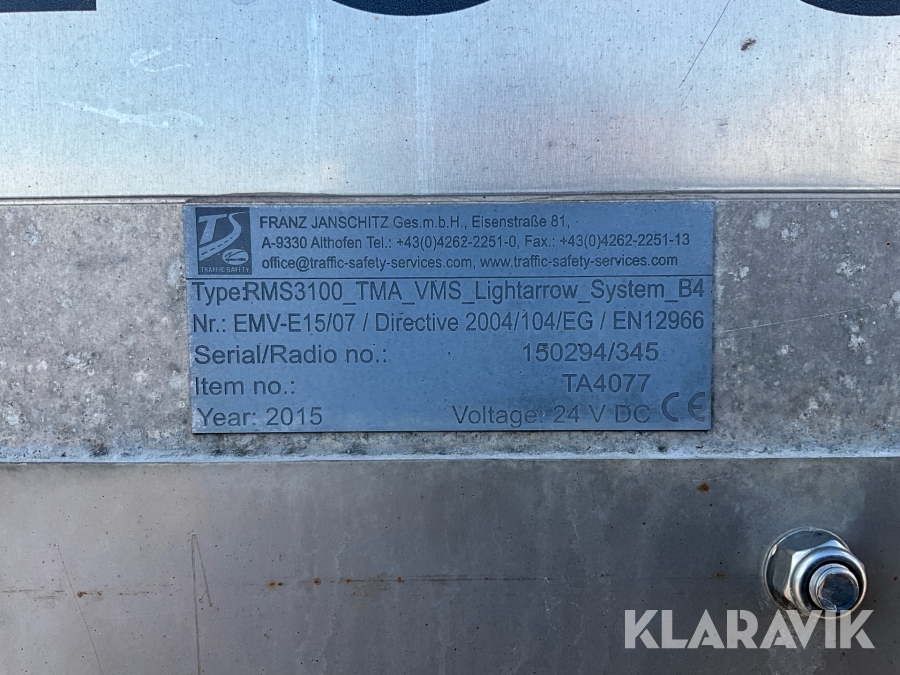 TS
TRAFFIC SAFETY
FRANZ JANSCHITZ Ges.m.b.H., Eisenstraße 81,
A-9330 Althofen Tel.: +43(0)4262-2251-0, Fax.: +43(0)4262-2251-13
office@traffic-safety-services.com, www.traffic-safety-services.com
Type:RMS3100_TMA_VMS_Lightarrow_System_B4
Nr.: EMV-E15/07 / Directive 2004/104/EG / EN12966
Serial/Radio no.: 150294/345
Item no.: TA4077
Year: 2015 Voltage: 24 V DC CE
KLARAVIK